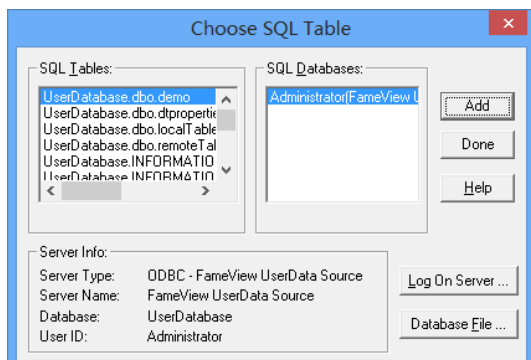 Choose SQL Table
SQL Tables:
UserDatabase.dbo.demo
UserDatabase.dbo.dtpropertie
UserDatabase.dbo.localTable
UserDatabase.dbo.remoteTal
UserDatabase.INFORMATIO
UserDatabase.INFORMATIO
SQL Databases:
Administrator(FameView U
Add
Done
Help
Server Info:
Server Type: ODBC - FameView UserData Source
Server Name: FameView UserData Source
Database: UserDatabase
User ID: Administrator
Log On Server ...
Database File ...